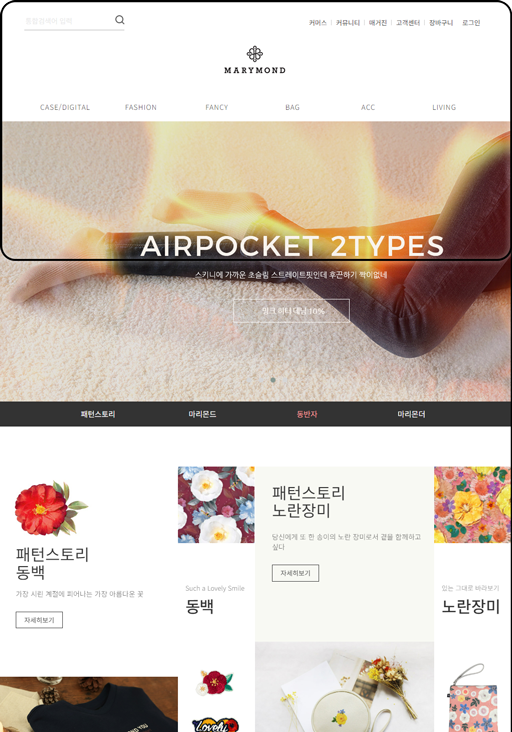 통합검색어 입력
커머스 | 커뮤니티 | 매거진 | 고객센터 | 장바구니 로그인
MARYMOND
CASE/DIGITAL FASHION FANCY BAG ACC LIVING
AIRPOCKET 2TYPES
스키니에 가까운 초슬림 스트레이트핏인데 후끈하기 짝이없네
10%
패턴스토리 마리몬드 동반자 마리몬더
패턴스토리
동백
가장 시린 계절에 피어나는 가장 아름다운 꽃
자세히보기
Such a Lovely Smile
동백
패턴스토리
노란장미
당신에게 또 한 송이의 노란 장미로서 곁을 함께하고
싶다
자세히보기
있는 그대로 바라보기
노란장미
YOU
Lovely